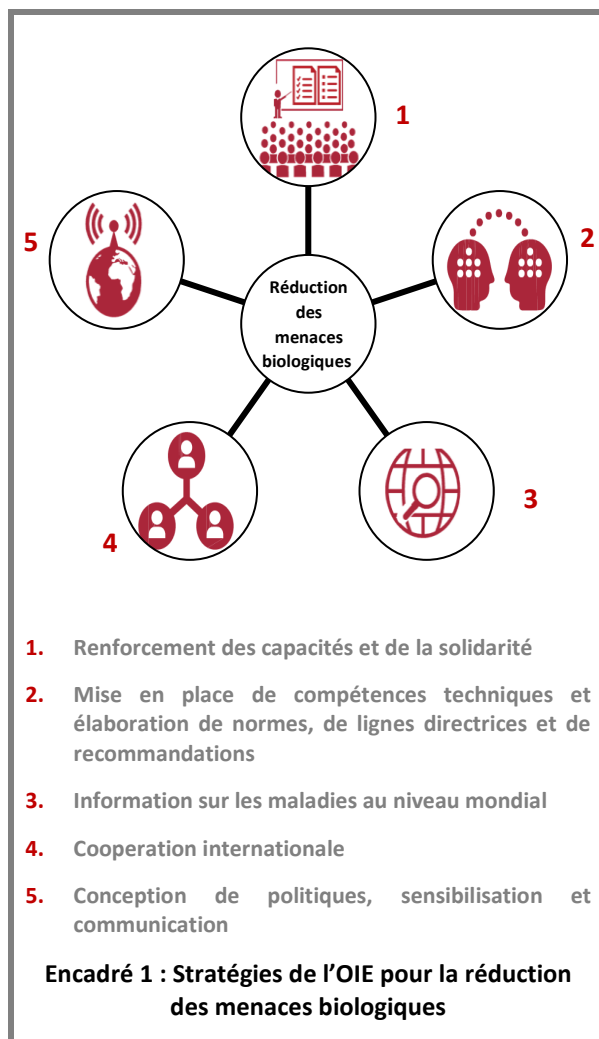 1
2
3
4
5
Réduction
des
menaces
biologiques
1. Renforcement des capacités et de la solidarité
2. Mise en place de compétences techniques et
élaboration de normes, de lignes directrices et de
recommandations
3. Information sur les maladies au niveau mondial
4. Cooperation internationale
5. Conception de politiques, sensibilisation et
communication
Encadré 1 : Stratégies de l’OIE pour la réduction
des menaces biologiques